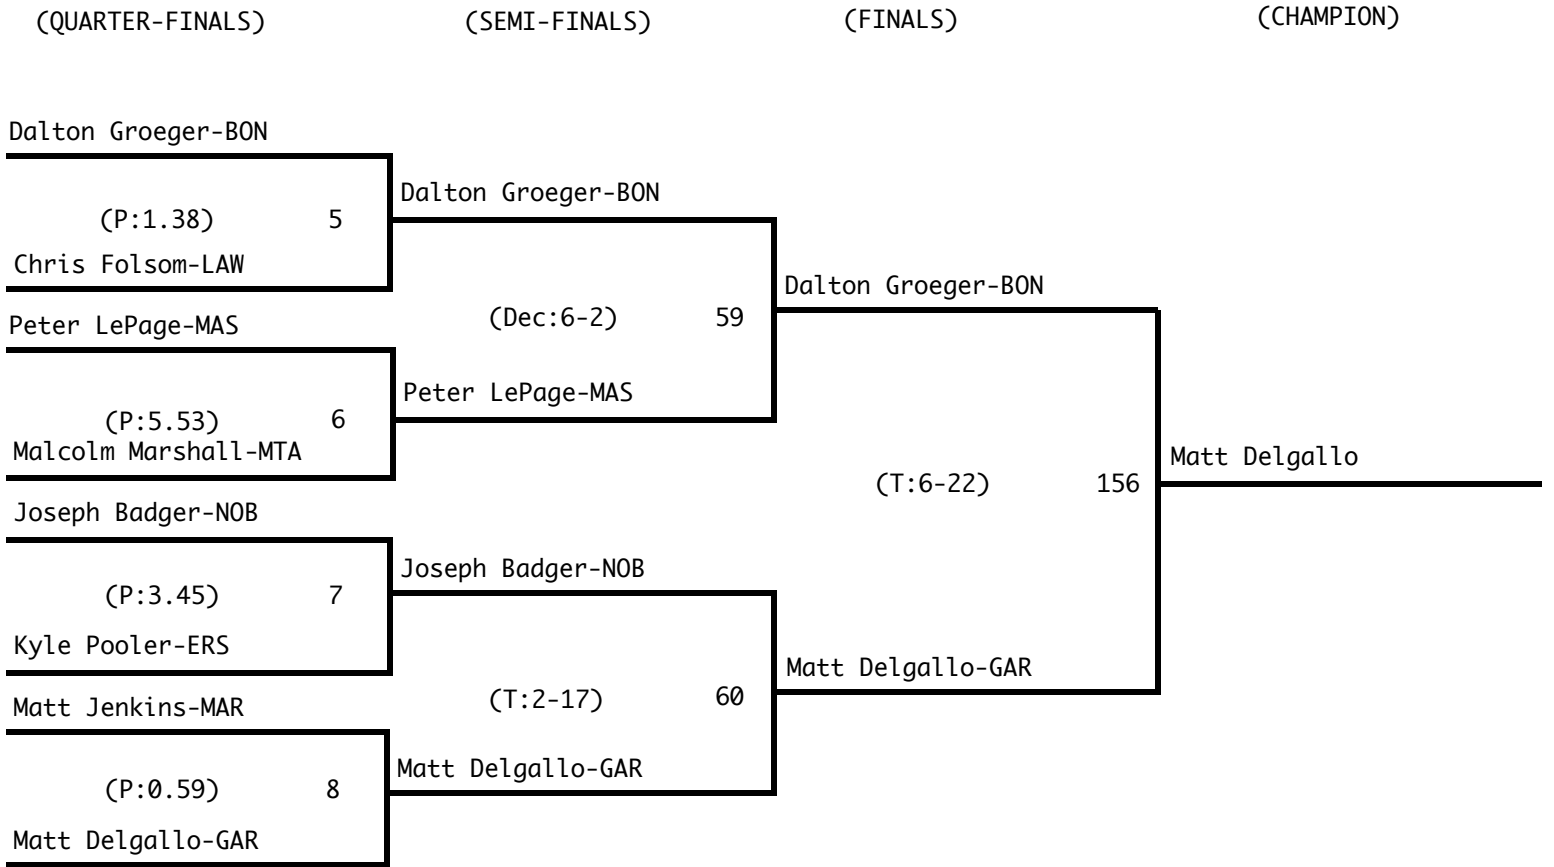 (QUARTER-FINALS) (SEMI-FINALS) (FINALS) (CHAMPION)
Dalton Groeger-BON
(P:1.38) 5
Chris Folsom-LAW
Peter LePage-MAS
(P:5.53) 6
Malcolm Marshall-MTA
Joseph Badger-NOB
(P:3.45) 7
Kyle Pooler-ERS
Matt Jenkins-MAR
(P:0.59) 8
Matt Delgallo-GAR
Dalton Groeger-BON
(Dec:6-2) 59
Peter LePage-MAS
Joseph Badger-NOB
(T:2-17) 60
Matt Delgallo-GAR
Dalton Groeger-BON
(T:6-22) 156
Matt Delgallo-GAR
Matt Delgallo